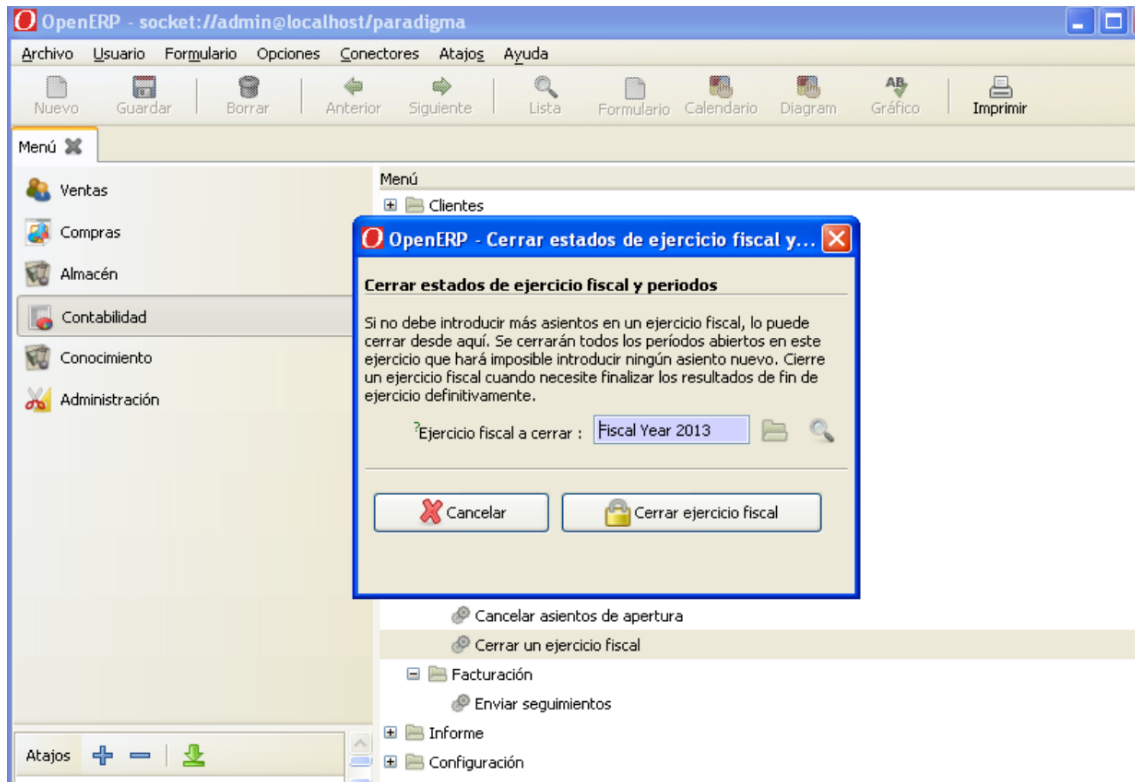 OpenERP - socket://admin@localhost/paradigma
Archivo Usuario Formulario Opciones Conectores Atajos Ayuda
Nuevo Guardar Borrar Anterior Siguiente Lista Formulario Calendario Diagram Gráfico Imprimir
Menú
Ventas
Compras
Almacén
Contabilidad
Conocimiento
Administración
Menú
Clientes
OpenERP - Cerrar estados de ejercicio fiscal y...
Cerrar estados de ejercicio fiscal y periodos
Si no debe introducir más asientos en un ejercicio fiscal, lo puede
cerrar desde aquí. Se cerrarán todos los períodos abiertos en este
ejercicio que hará imposible introducir ningún asiento nuevo. Cierre
un ejercicio fiscal cuando necesite finalizar los resultados de fin de
ejercicio definitivamente.
?Ejercicio fiscal a cerrar : Fiscal Year 2013
Cancelar Cerrar ejercicio fiscal
Cancelar asientos de apertura
Cerrar un ejercicio fiscal
Facturación
Enviar seguimientos
Informe
Configuración
Atajos